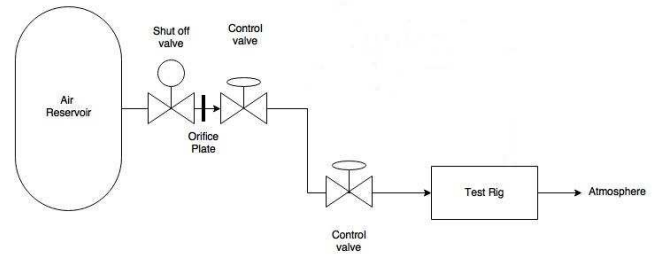 Shut off
valve
Control
valve
Air
Reservoir
Orifice
Plate
Control
valve
Test Rig
Atmosphere